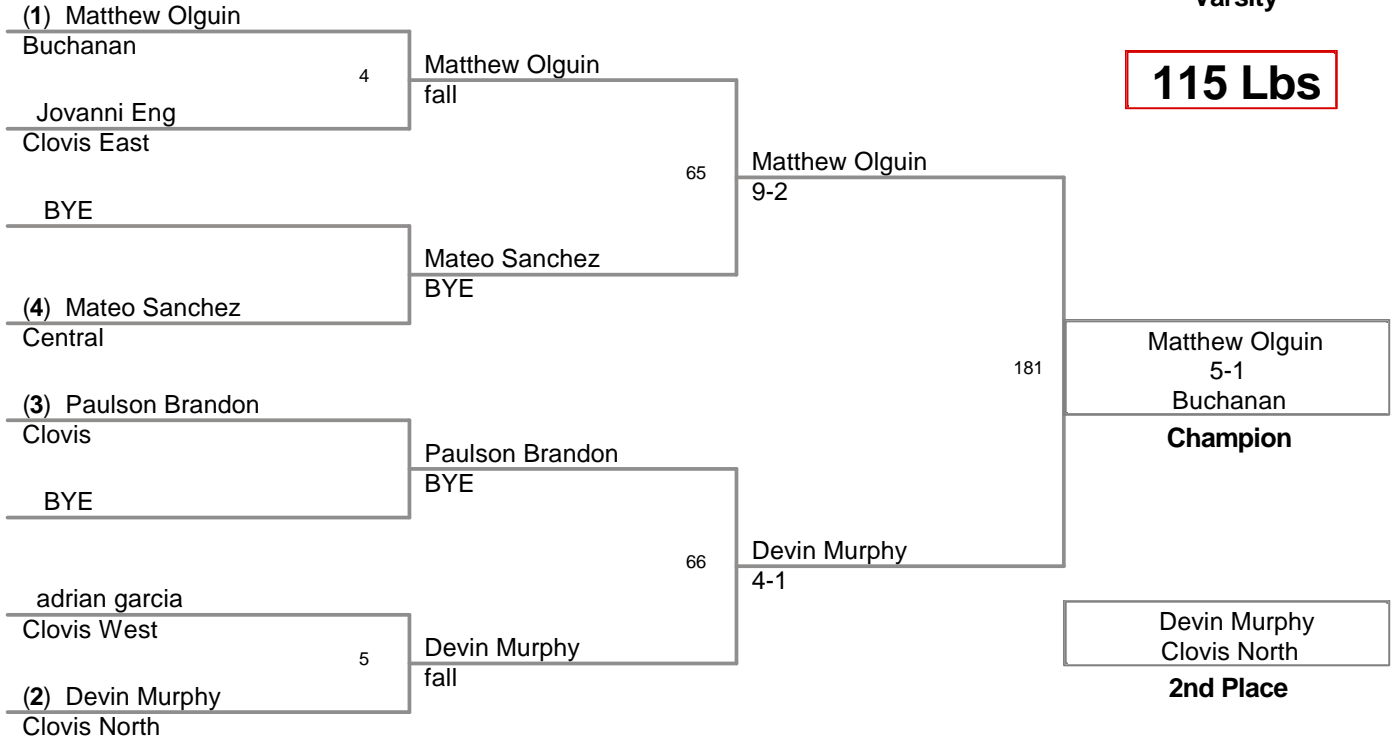 Varsity
115 Lbs
(1) Matthew Olguin
Buchanan
4
Jovanni Eng
Clovis East
Matthew Olguin
fall
BYE
(4) Mateo Sanchez
Central
Mateo Sanchez
BYE
65
Matthew Olguin
9-2
(3) Paulson Brandon
Clovis
BYE
Paulson Brandon
BYE
adrian garcia
Clovis West
5
(2) Devin Murphy
Clovis North
Devin Murphy
fall
66
Devin Murphy
4-1
181
Matthew Olguin
5-1
Buchanan
Champion
Devin Murphy
Clovis North
2nd Place